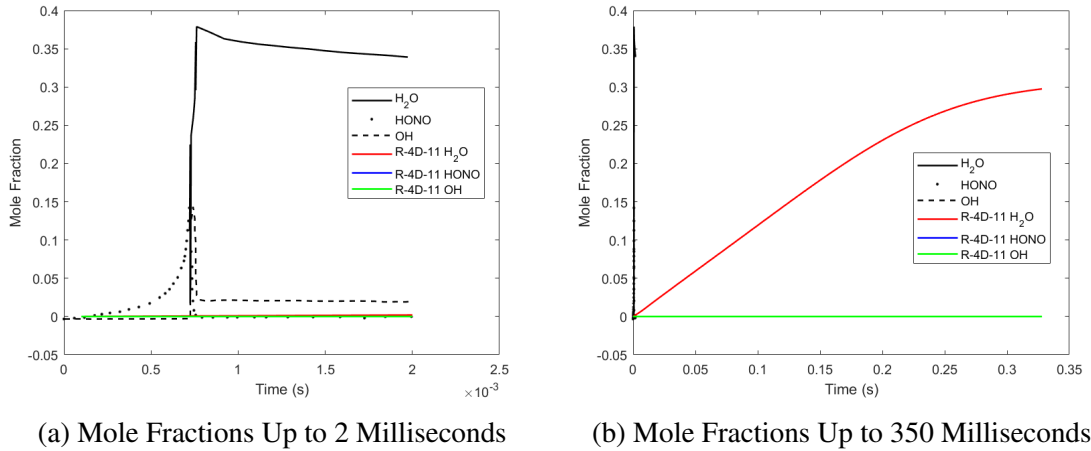 0.4
0.35
0.3
0.25
0.2
0.15
0.1
0.05
0
-0.05
Mole Fraction
0 0.5 1 1.5 2 2.5
Time (s)
×10⁻³
H₂O
HONO
OH
R-4D-11 H₂O
R-4D-11 HONO
R-4D-11 OH
(a) Mole Fractions Up to 2 Milliseconds
0.4
0.35
0.3
0.25
0.2
0.15
0.1
0.05
0
-0.05
Mole Fraction
0 0.05 0.1 0.15 0.2 0.25 0.3 0.35
Time (s)
H₂O
HONO
OH
R-4D-11 H₂O
R-4D-11 HONO
R-4D-11 OH
(b) Mole Fractions Up to 350 Milliseconds